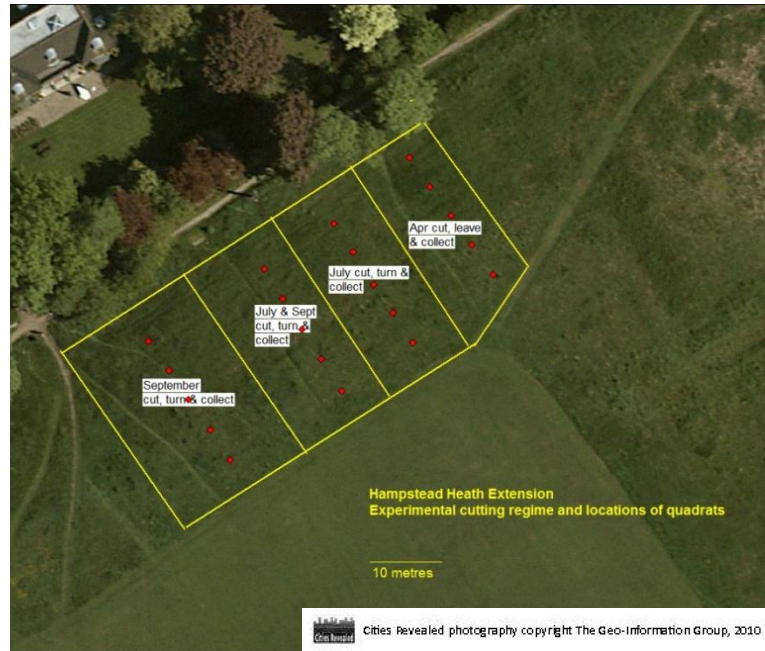 Apr cut, leave
& collect
July cut, turn &
collect
July & Sept
cut, turn &
collect
September
cut, turn & collect
Hampstead Heath Extension
Experimental cutting regime and locations of quadrats
10 metres
Cities Revealed
Cities Revealed photography copyright The Geo-Information Group, 2010